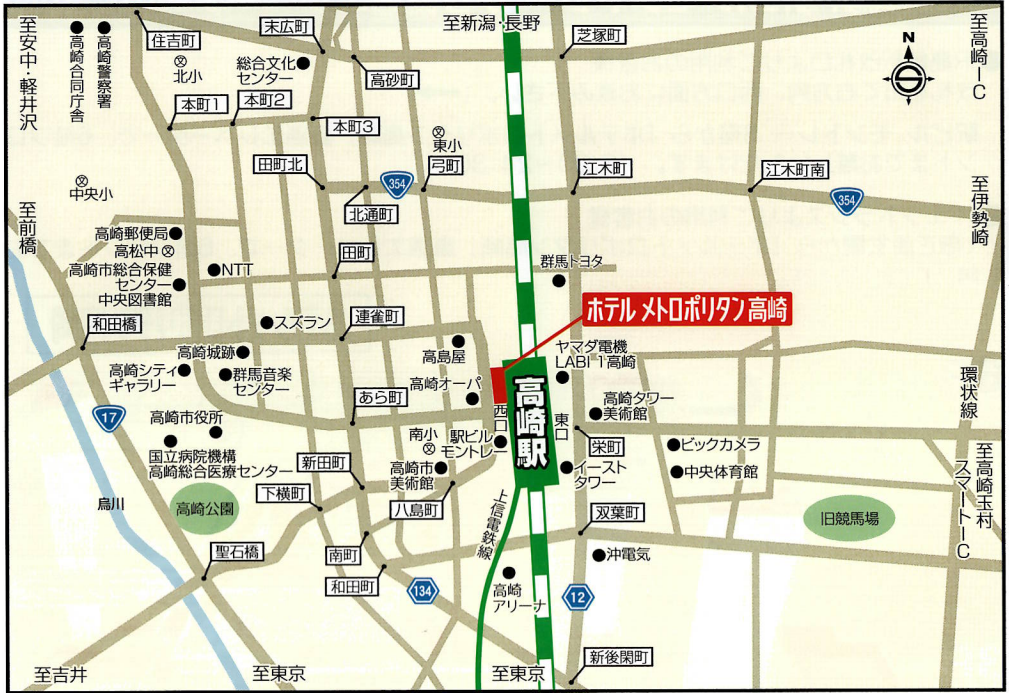 至新潟・長野
至安中・軽井沢
高崎合同庁舎
高崎警察署
住吉町
北小
末広町
総合文化
センター
高砂町
芝塚町
至高崎IC
N
本町1
本町2
本町3
東小
田町北
弓町
354
北通町
江木町
江木町南
354
至伊勢崎
中央小
至前橋
高崎郵便局
高松中
高崎市総合保健
センター
中央図書館
NTT
田町
群馬トヨタ
ホテル メトロポリタン 高崎
和田橋
スズラン
連雀町
高島屋
ヤマダ電機
LABI 1高崎
高崎城跡
高崎シティ
ギャラリー
群馬音楽
センター
高崎オーパ
あら町
西口
高崎駅
東口
高崎タワー
美術館
環状線
17
高崎市役所
国立病院機構
高崎総合医療センター
南小
駅ビル
モントレー
栄町
ビックカメラ
新田町
高崎市
美術館
イースト
タワー
中央体育館
至高崎玉村
スマートIC
烏川
高崎公園
下横町
八島町
上信電鉄線
双葉町
旧競馬場
聖石橋
南町
和田町
沖電気
134
高崎
アリーナ
12
新後閑町
至吉井
至東京
至東京